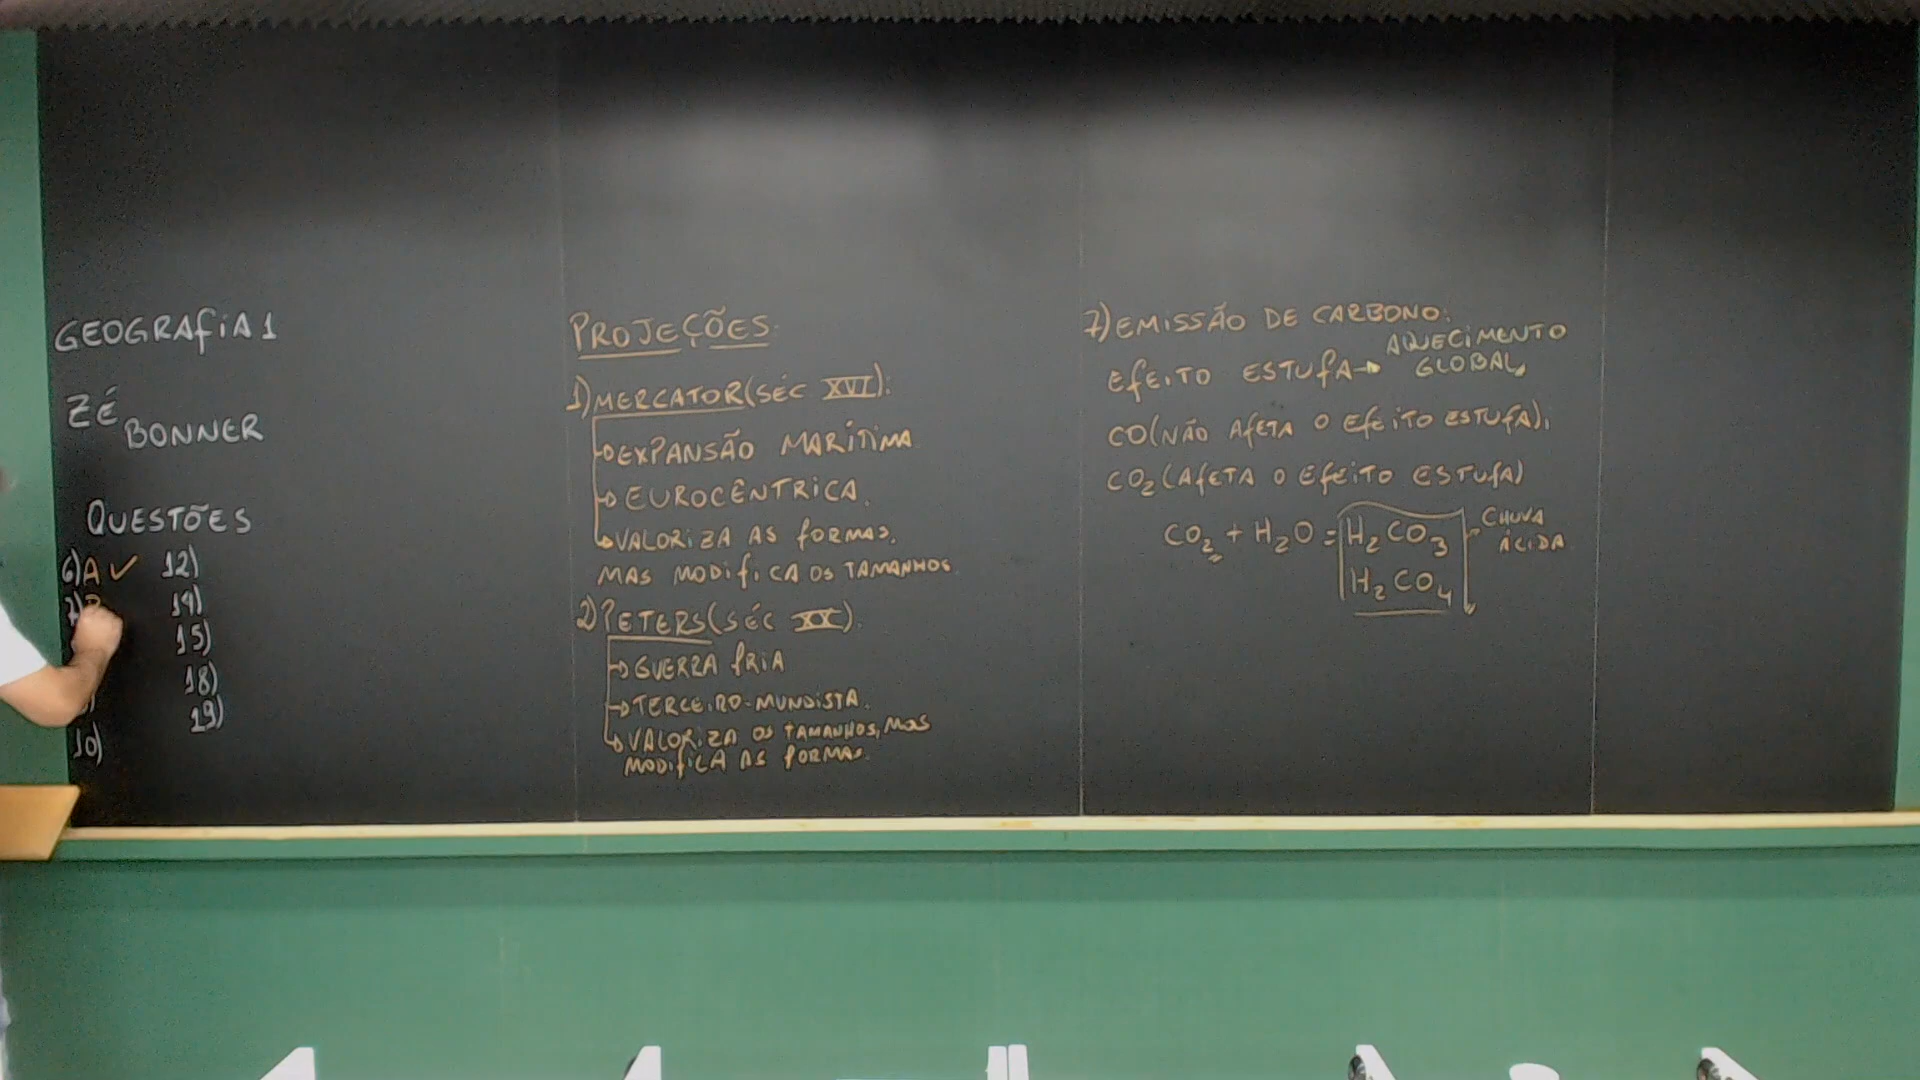 GEOGRAFIA 1
ZÉ
BONNER
QUESTÕES
6) A ✓ 12)
7) 14)
15)
18)
19)
10)
PROJEÇÕES
1) MERCATOR (SÉC XVI):
→ EXPANSÃO MARÍTIMA
→ EUROCÊNTRICA.
→ VALORIZA AS FORMAS,
MAS MODIFICA OS TAMANHOS
2) PETERS (SÉC XX).
→ GUERRA FRIA
→ TERCEIRO-MUNDISTA.
→ VALORIZA OS TAMANHOS, MAS
MODIFICA AS FORMAS.
7) EMISSÃO DE CARBONO:
EFEITO ESTUFA → AQUECIMENTO
GLOBAL,
CO (NÃO AFETA O EFEITO ESTUFA);
CO₂ (AFETA O EFEITO ESTUFA)
CO₂ + H₂O = H₂CO₃ → CHUVA
ÁCIDA
H₂CO₄